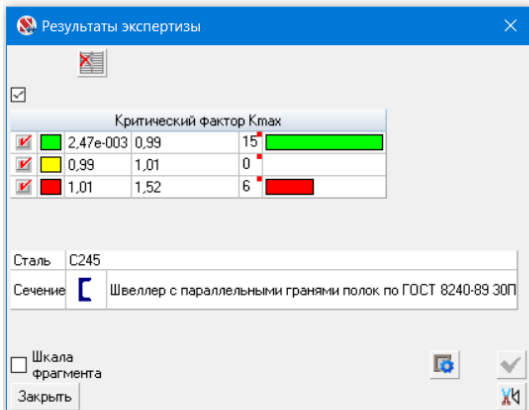 Результаты экспертизы
Критический фактор Kmax
2,47e-003 0,99 15
0,99 1,01 0
1,01 1,52 6
Сталь C245
Сечение Швеллер с параллельными гранями полок по ГОСТ 8240-89 30П
Шкала
фрагмента
Закрыть